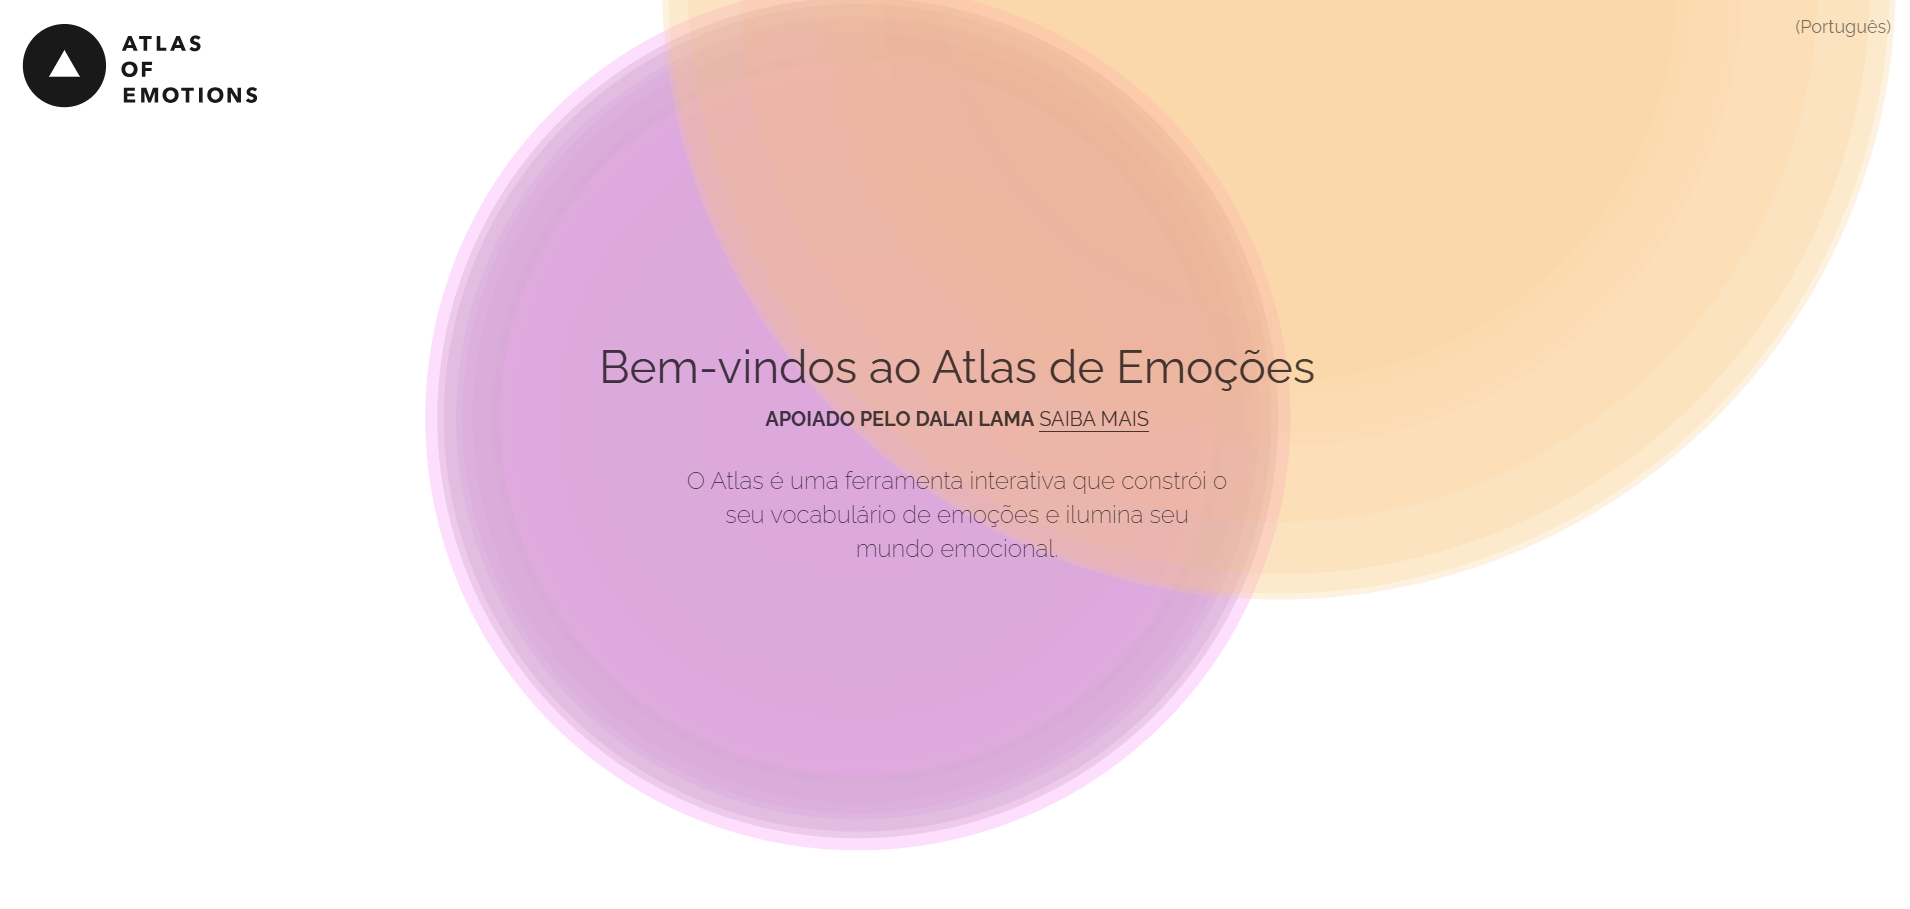 ATLAS
OF
EMOTIONS
(Português)
Bem-vindos ao Atlas de Emoções
APOIADO PELO DALAI LAMA SAIBA MAIS
O Atlas é uma ferramenta interativa que constrói o
seu vocabulário de emoções e ilumina seu
mundo emocional.